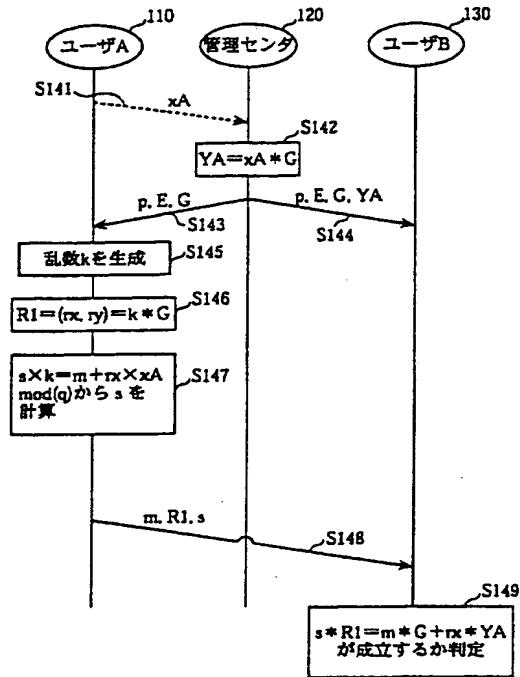 110
120
130
ユーザA
管理センタ
ユーザB
S141
xA
S142
YA=xA*G
p. E. G
p. E. G. YA
S143
S144
乱数kを生成
S145
R1=(rx, ry)=k*G
S146
s×k=m+rx×xA
mod(q)からsを
計算
S147
m. R1. s
S148
S149
s*R1=m*G+rx*YA
が成立するか判定